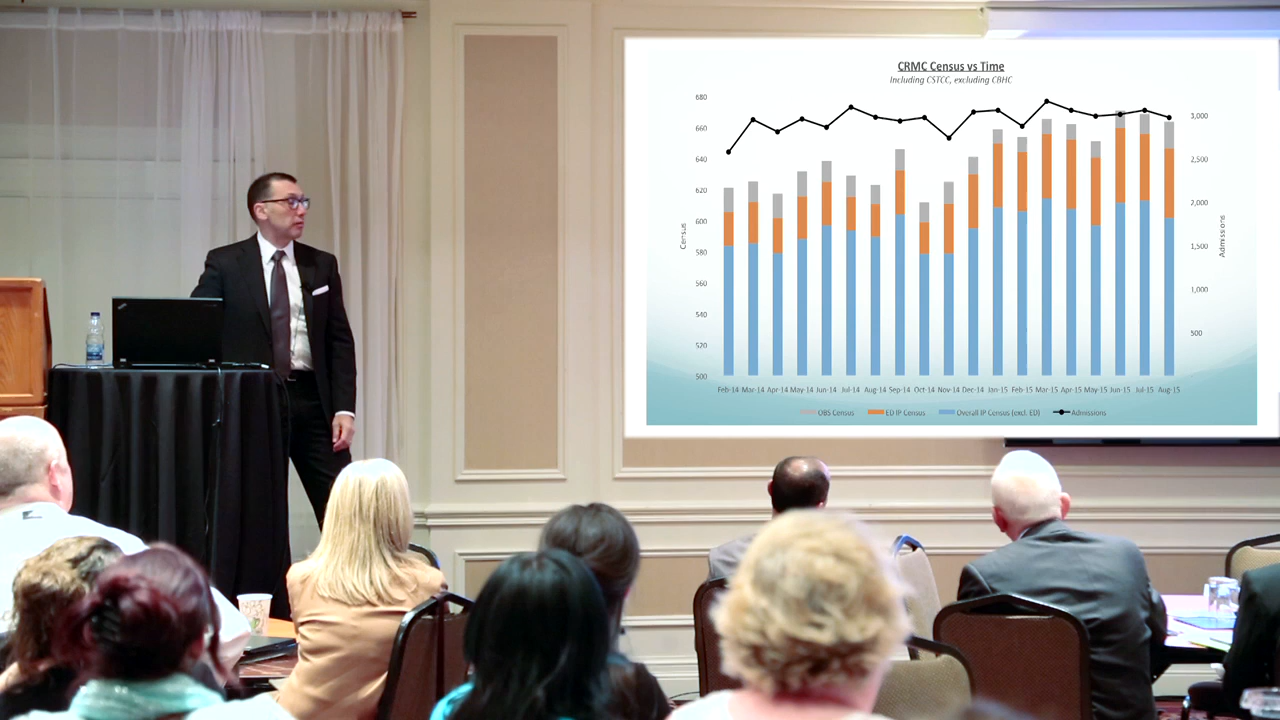 CRMC Census vs Time
Including CSTCC, excluding CBHC
680
660
640
620
600
580
560
540
520
500
Census
3,000
2,500
2,000
1,500
1,000
500
Admissions
Feb-14 Mar-14 Apr-14 May-14 Jun-14 Jul-14 Aug-14 Sep-14 Oct-14 Nov-14 Dec-14 Jan-15 Feb-15 Mar-15 Apr-15 May-15 Jun-15 Jul-15 Aug-15
OBS Census ED IP Census Overall IP Census (excl. ED) Admissions